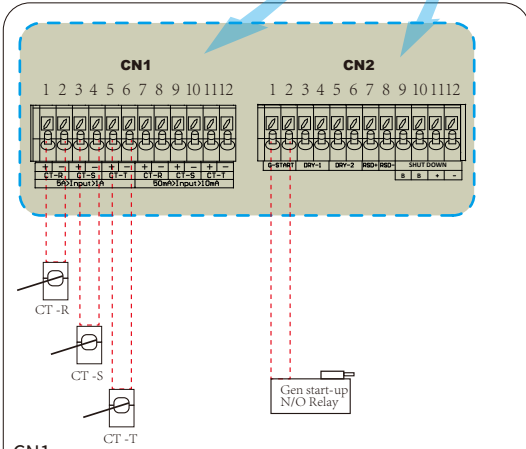 CN1 CN2
1 2 3 4 5 6 7 8 9 10 11 12 1 2 3 4 5 6 7 8 9 10 11 12
+ − + − + − + − + − + − G-START DRY-1 DRY-2 RSD+ RSD- SHUT DOWN
CT-R CT-S CT-T CT-R CT-S CT-T B B + −
5A>Input>1A 50mA>Input>10mA
CT -R
CT -S
CT -T
Gen start-up
N/O Relay
CN1